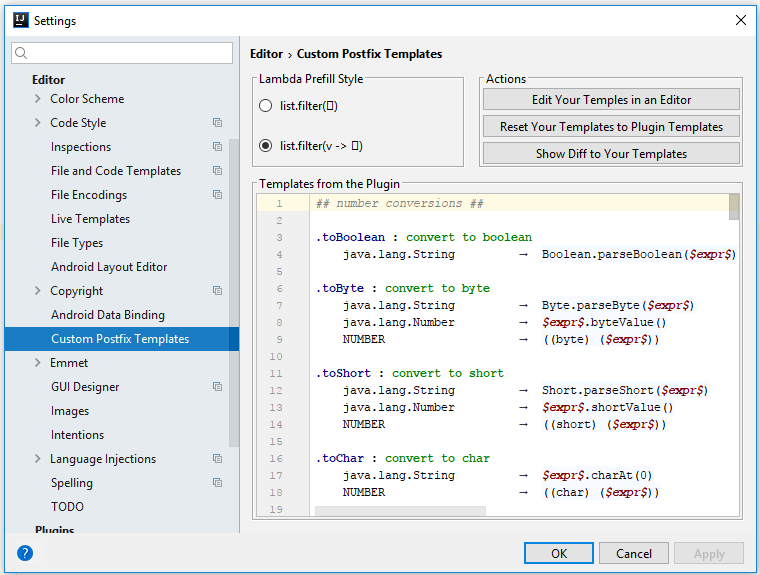 Settings
Editor
Color Scheme
Code Style
Inspections
File and Code Templates
File Encodings
Live Templates
File Types
Android Layout Editor
Copyright
Android Data Binding
Custom Postfix Templates
Emmet
GUI Designer
Images
Intentions
Language Injections
Spelling
TODO
Plugins
Editor › Custom Postfix Templates
Lambda Prefill Style
list.filter(▯)
list.filter(v -> ▯)
Actions
Edit Your Temples in an Editor
Reset Your Templates to Plugin Templates
Show Diff to Your Templates
Templates from the Plugin
1 ## number conversions ##
2
3 .toBoolean : convert to boolean
4 java.lang.String → Boolean.parseBoolean($expr$)
5
6 .toByte : convert to byte
7 java.lang.String → Byte.parseByte($expr$)
8 java.lang.Number → $expr$.byteValue()
9 NUMBER → ((byte) ($expr$))
10
11 .toShort : convert to short
12 java.lang.String → Short.parseShort($expr$)
13 java.lang.Number → $expr$.shortValue()
14 NUMBER → ((short) ($expr$))
15
16 .toChar : convert to char
17 java.lang.String → $expr$.charAt(0)
18 NUMBER → ((char) ($expr$))
19
? OK Cancel Apply